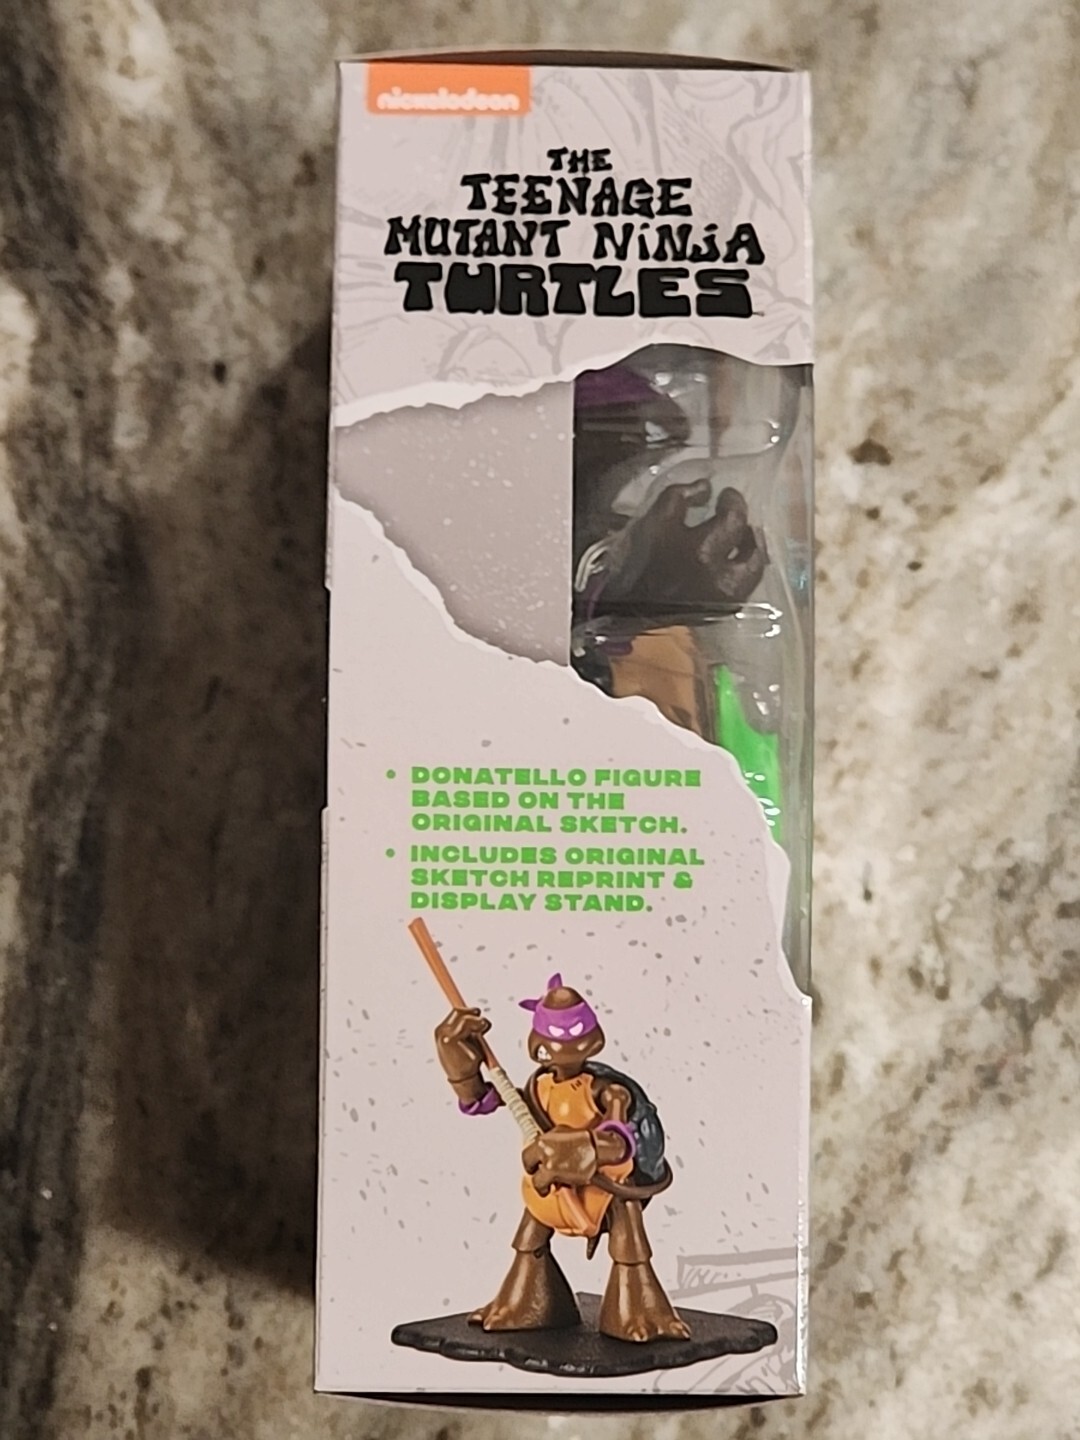 nickelodeon
THE
TEENAGE
MUTANT NiNjA
TURTLES
• DONATELLO FIGURE
BASED ON THE
ORIGINAL SKETCH.
• INCLUDES ORIGINAL
SKETCH REPRINT &
DISPLAY STAND.